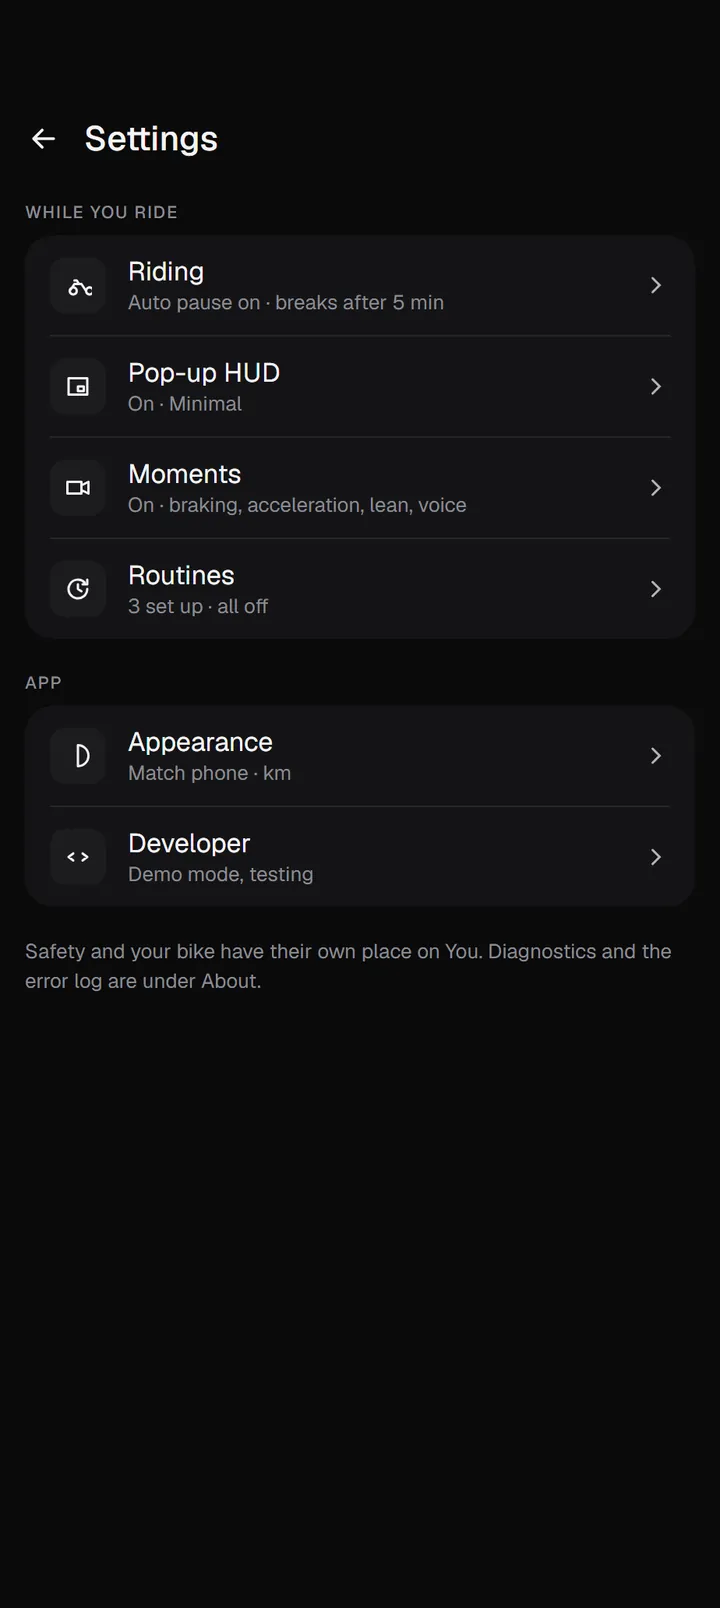 Settings
WHILE YOU RIDE
Riding
Auto pause on · breaks after 5 min
Pop-up HUD
On · Minimal
Moments
On · braking, acceleration, lean, voice
Routines
3 set up · all off
APP
Appearance
Match phone · km
Developer
Demo mode, testing
Safety and your bike have their own place on You. Diagnostics and the
error log are under About.